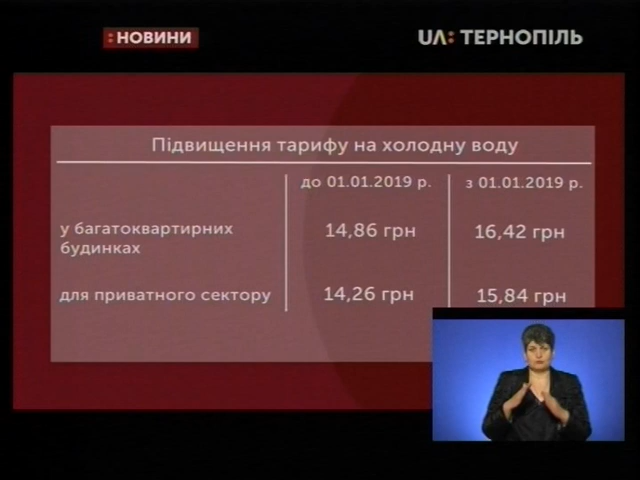 :НОВИНИ
UA: ТЕРНОПІЛЬ
Підвищення тарифу на холодну воду
до 01.01.2019 р. з 01.01.2019 р.
у багатоквартирних
будинках 14,86 грн 16,42 грн
для приватного сектору 14,26 грн 15,84 грн